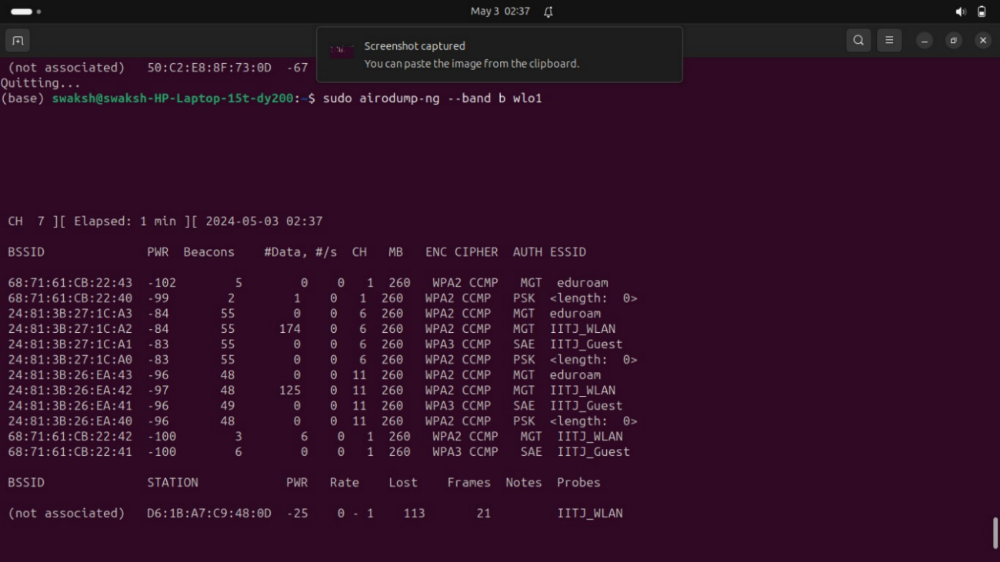 May 3 02:37
Screenshot captured
You can paste the image from the clipboard.
(not associated) 50:C2:E8:8F:73:0D -67
Quitting...
(base) swaksh@swaksh-HP-Laptop-15t-dy200:~$ sudo airodump-ng --band b wlo1
CH 7 ][ Elapsed: 1 min ][ 2024-05-03 02:37
BSSID PWR Beacons #Data, #/s CH MB ENC CIPHER AUTH ESSID
68:71:61:CB:22:43 -102 5 0 0 1 260 WPA2 CCMP MGT eduroam
68:71:61:CB:22:40 -99 2 1 0 1 260 WPA2 CCMP PSK <length: 0>
24:81:3B:27:1C:A3 -84 55 0 0 6 260 WPA2 CCMP MGT eduroam
24:81:3B:27:1C:A2 -84 55 174 0 6 260 WPA2 CCMP MGT IITJ_WLAN
24:81:3B:27:1C:A1 -83 55 0 0 6 260 WPA3 CCMP SAE IITJ_Guest
24:81:3B:27:1C:A0 -83 55 0 0 6 260 WPA2 CCMP PSK <length: 0>
24:81:3B:26:EA:43 -96 48 0 0 11 260 WPA2 CCMP MGT eduroam
24:81:3B:26:EA:42 -97 48 125 0 11 260 WPA2 CCMP MGT IITJ_WLAN
24:81:3B:26:EA:41 -96 49 0 0 11 260 WPA3 CCMP SAE IITJ_Guest
24:81:3B:26:EA:40 -96 48 0 0 11 260 WPA2 CCMP PSK <length: 0>
68:71:61:CB:22:42 -100 3 6 0 1 260 WPA2 CCMP MGT IITJ_WLAN
68:71:61:CB:22:41 -100 6 0 0 1 260 WPA3 CCMP SAE IITJ_Guest
BSSID STATION PWR Rate Lost Frames Notes Probes
(not associated) D6:1B:A7:C9:48:0D -25 0 - 1 113 21 IITJ_WLAN